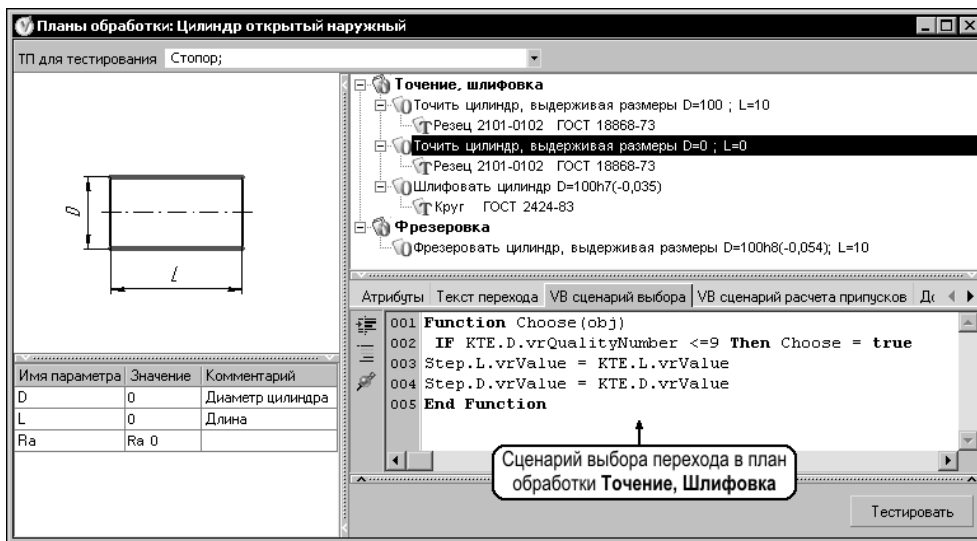 Планы обработки: Цилиндр открытый наружный
ТП для тестирования Стопор;
D
L
Точение, шлифовка
Точить цилиндр, выдерживая размеры D=100 ; L=10
Резец 2101-0102 ГОСТ 18868-73
Точить цилиндр, выдерживая размеры D=0 ; L=0
Резец 2101-0102 ГОСТ 18868-73
Шлифовать цилиндр D=100h7(-0,035)
Круг ГОСТ 2424-83
Фрезеровка
Фрезеровать цилиндр, выдерживая размеры D=100h8(-0,054); L=10
Имя параметра Значение Комментарий
D 0 Диаметр цилиндра
L 0 Длина
Ra Ra 0
Атрибуты Текст перехода VB сценарий выбора VB сценарий расчета припусков
001 Function Choose(obj)
002 IF KTE.D.vrQualityNumber <=9 Then Choose = true
003 Step.L.vrValue = KTE.L.vrValue
004 Step.D.vrValue = KTE.D.vrValue
005 End Function
Сценарий выбора перехода в план
обработки Точение, Шлифовка
Тестировать